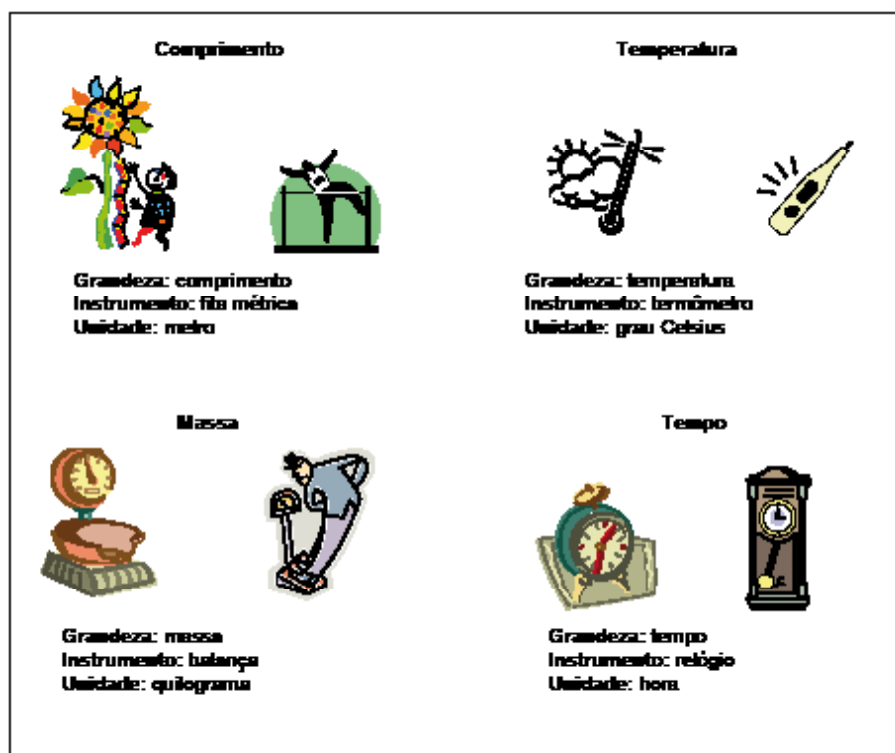 Comprimento
Temperatura
Grandeza: comprimento
Instrumento: fita métrica
Unidade: metro
Grandeza: temperatura
Instrumento: termômetro
Unidade: grau Celsius
Massa
Tempo
Grandeza: massa
Instrumento: balança
Unidade: quilograma
Grandeza: tempo
Instrumento: relógio
Unidade: hora